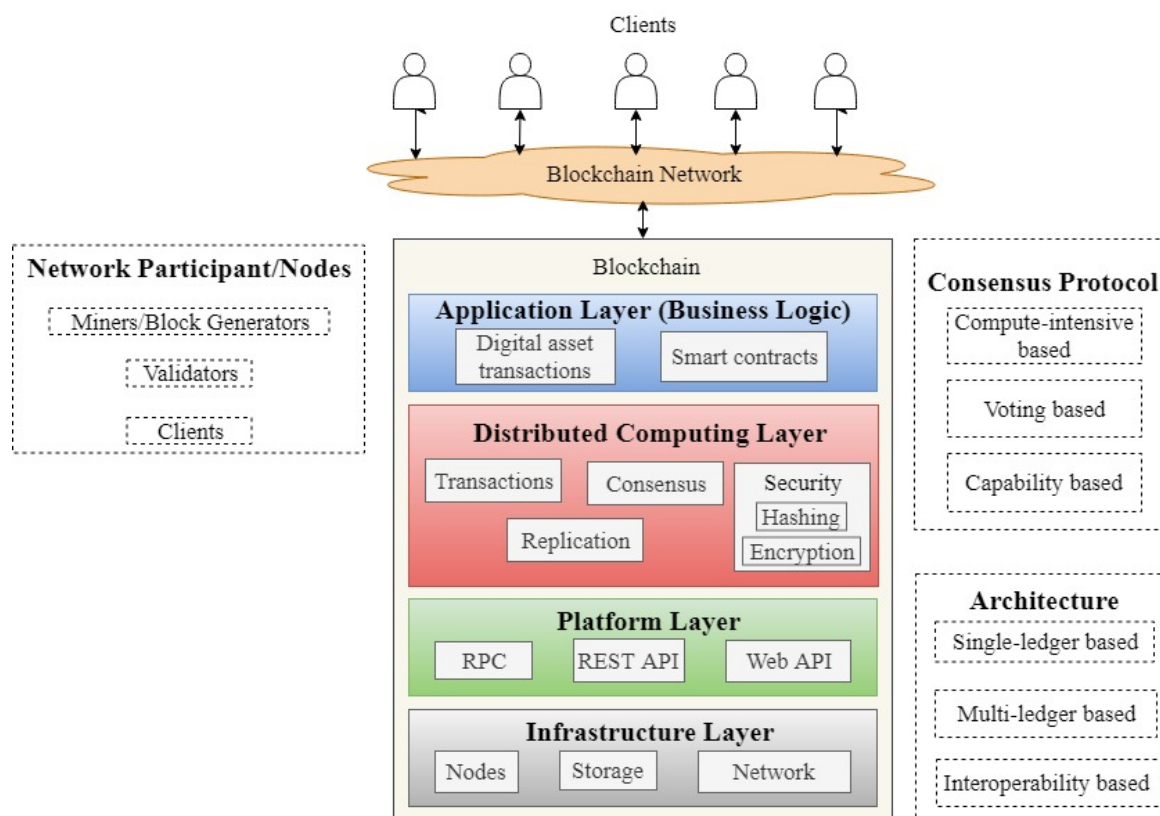 Clients
Blockchain Network
Network Participant/Nodes
Miners/Block Generators
Validators
Clients
Blockchain
Application Layer (Business Logic)
Digital asset
transactions
Smart contracts
Distributed Computing Layer
Transactions
Consensus
Security
Hashing
Encryption
Replication
Platform Layer
RPC
REST API
Web API
Infrastructure Layer
Nodes
Storage
Network
Consensus Protocol
Compute-intensive
based
Voting based
Capability based
Architecture
Single-ledger based
Multi-ledger based
Interoperability based